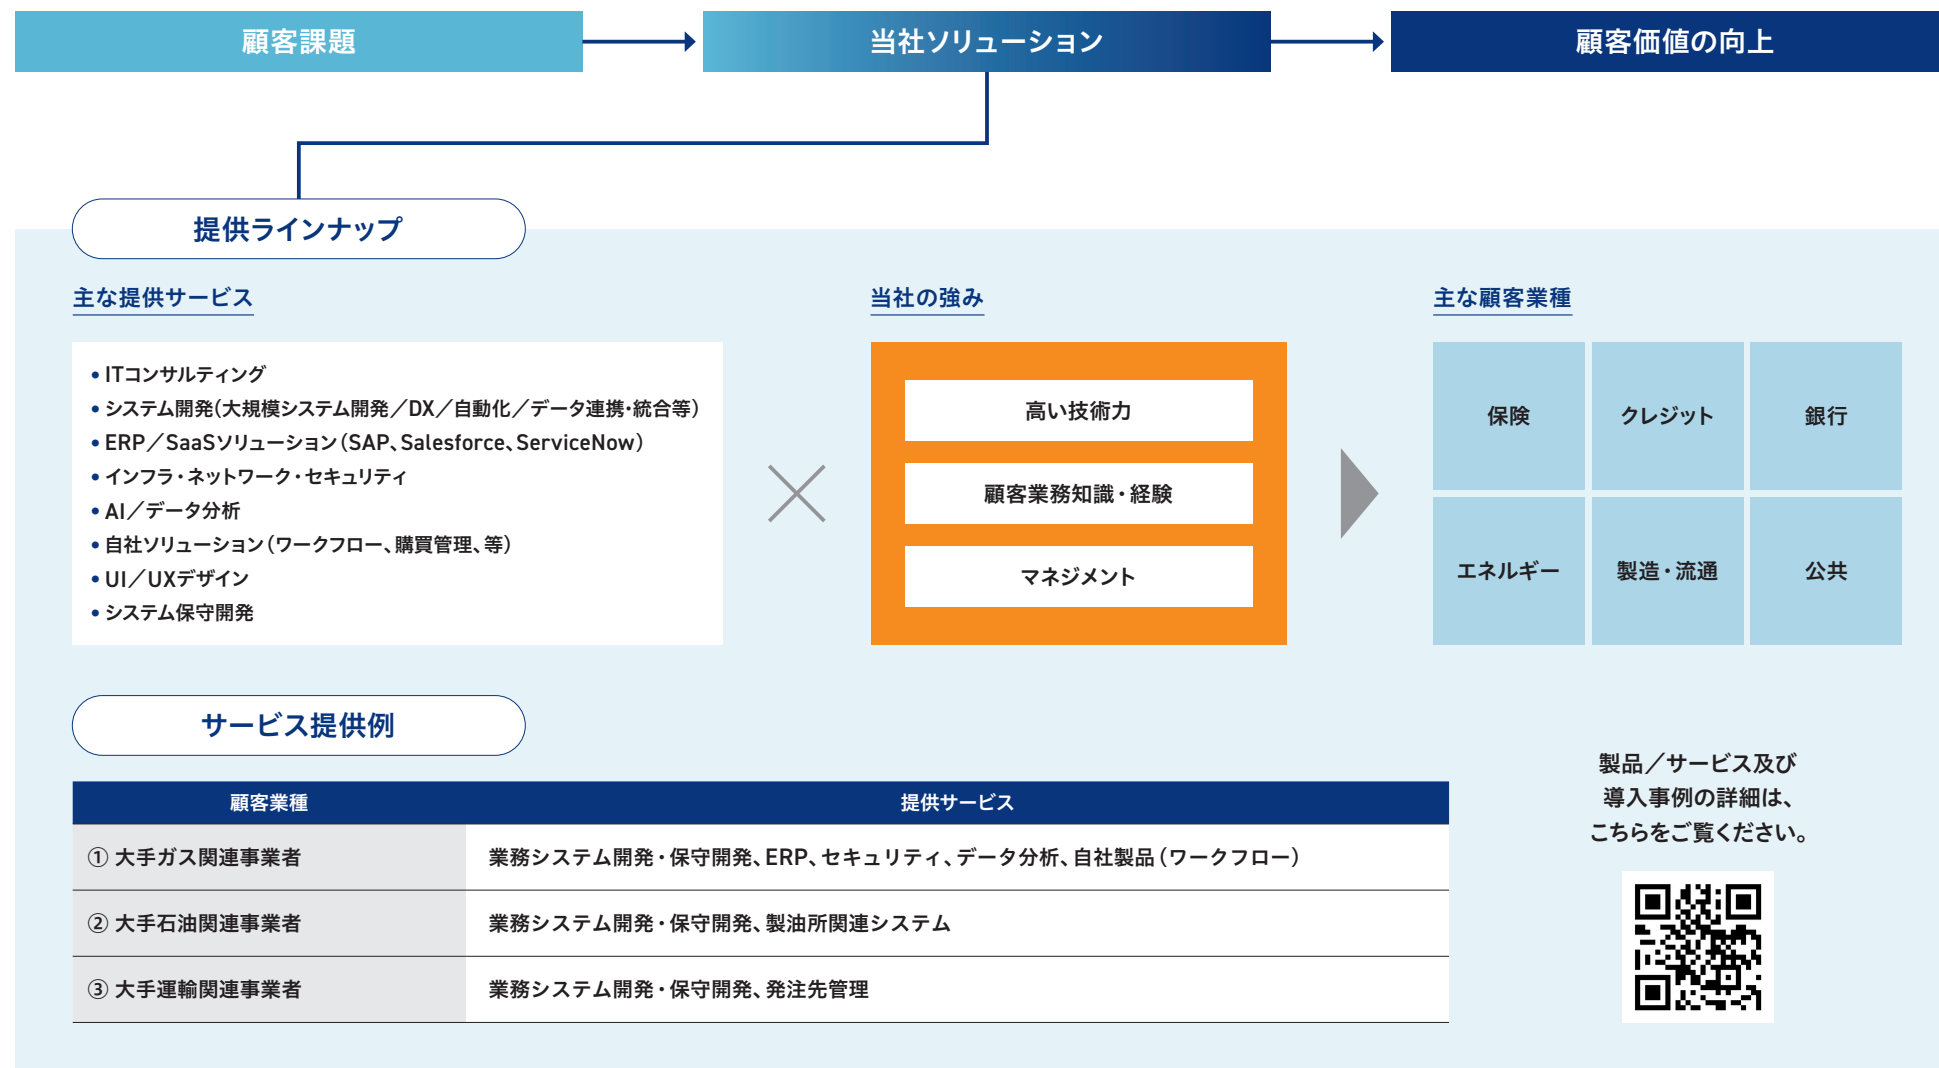 顧客課題
当社ソリューション
顧客価値の向上
提供ラインナップ
主な提供サービス
•ITコンサルティング
•システム開発(大規模システム開発／DX／自動化／データ連携・統合等)
•ERP／SaaSソリューション（SAP、Salesforce、ServiceNow）
•インフラ・ネットワーク・セキュリティ
•AI／データ分析
•自社ソリューション（ワークフロー、購買管理、等）
•UI／UXデザイン
•システム保守開発
当社の強み
高い技術力
顧客業務知識・経験
マネジメント
主な顧客業種
保険
クレジット
銀行
エネルギー
製造・流通
公共
サービス提供例
顧客業種
提供サービス
① 大手ガス関連事業者
業務システム開発・保守開発、ERP、セキュリティ、データ分析、自社製品（ワークフロー）
② 大手石油関連事業者
業務システム開発・保守開発、製油所関連システム
③ 大手運輸関連事業者
業務システム開発・保守開発、発注先管理
製品／サービス及び
導入事例の詳細は、
こちらをご覧ください。